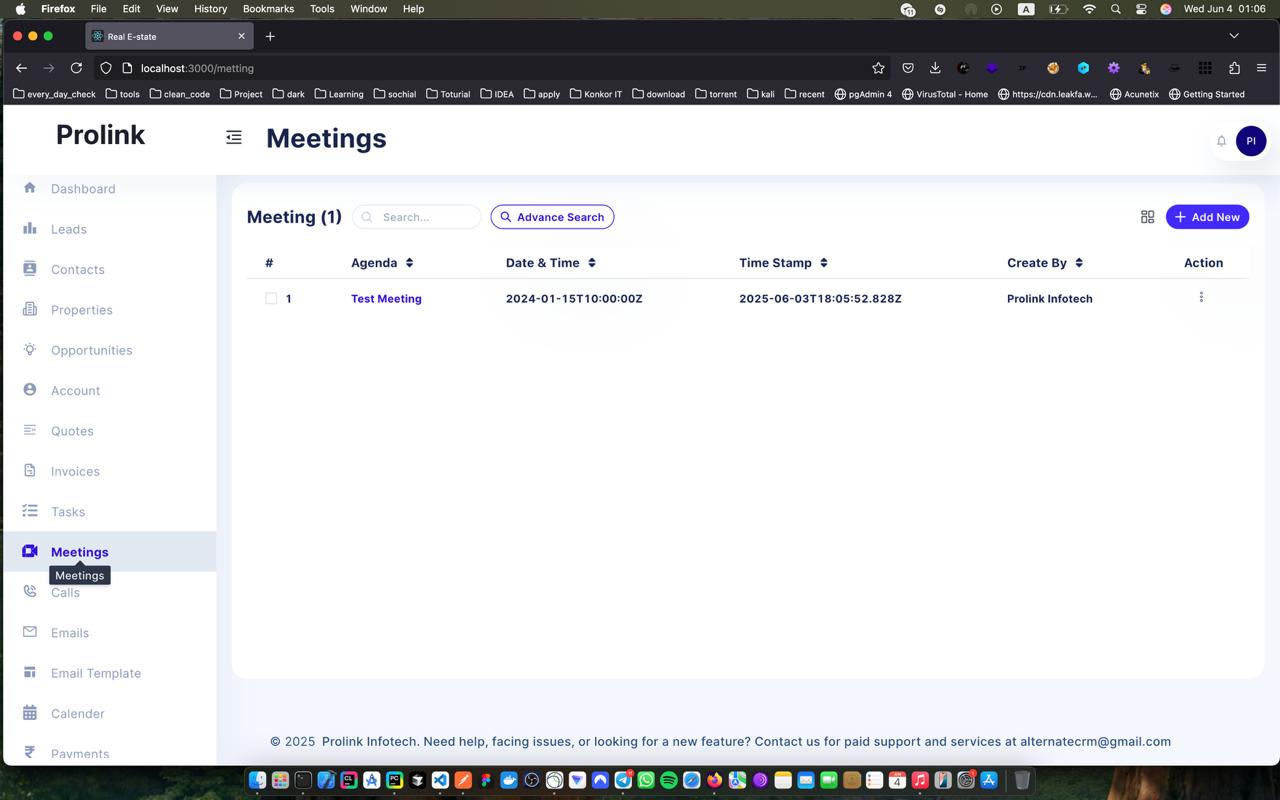 Firefox File Edit View History Bookmarks Tools Window Help A Wed Jun 4 01:06
Real E-state
localhost:3000/metting
every_day_check tools clean_code Project dark Learning sochial Toturial IDEA apply Konkor IT download torrent kali recent pgAdmin 4 VirusTotal - Home https://cdn.leakfa.w... Acunetix Getting Started
Prolink Meetings PI
Dashboard
Leads
Contacts
Properties
Opportunities
Account
Quotes
Invoices
Tasks
Meetings
Meetings
Calls
Emails
Email Template
Calender
Payments
Meeting (1) Search... Advance Search Add New
# Agenda Date & Time Time Stamp Create By Action
1 Test Meeting 2024-01-15T10:00:00Z 2025-06-03T18:05:52.828Z Prolink Infotech
© 2025 Prolink Infotech. Need help, facing issues, or looking for a new feature? Contact us for paid support and services at alternatecrm@gmail.com